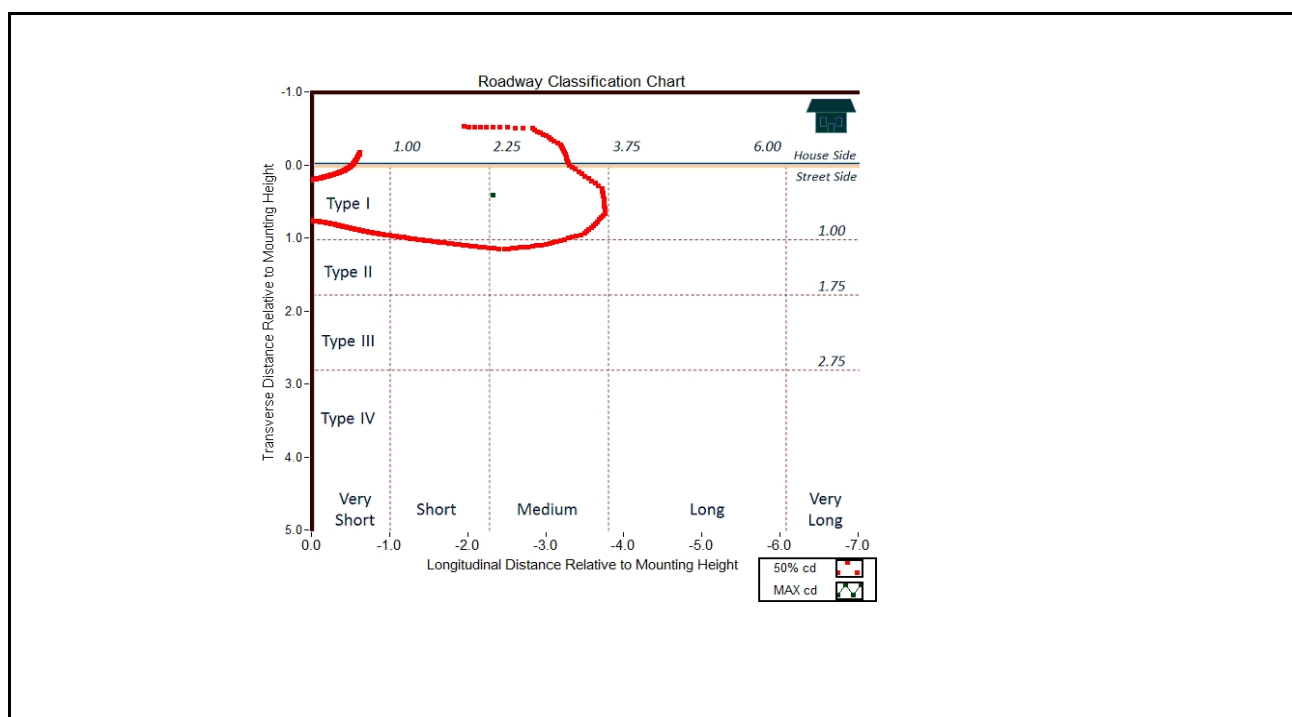 Roadway Classification Chart
-1.0
1.00 2.25 3.75 6.00 House Side
0.0
Street Side
Type I
1.0 1.00
Type II
1.75
2.0
Type III
2.75
3.0
Type IV
4.0
Very Short Short Medium Long Very Long
5.0
0.0 -1.0 -2.0 -3.0 -4.0 -5.0 -6.0 -7.0
Longitudinal Distance Relative to Mounting Height
Transverse Distance Relative to Mounting Height
50% cd
MAX cd